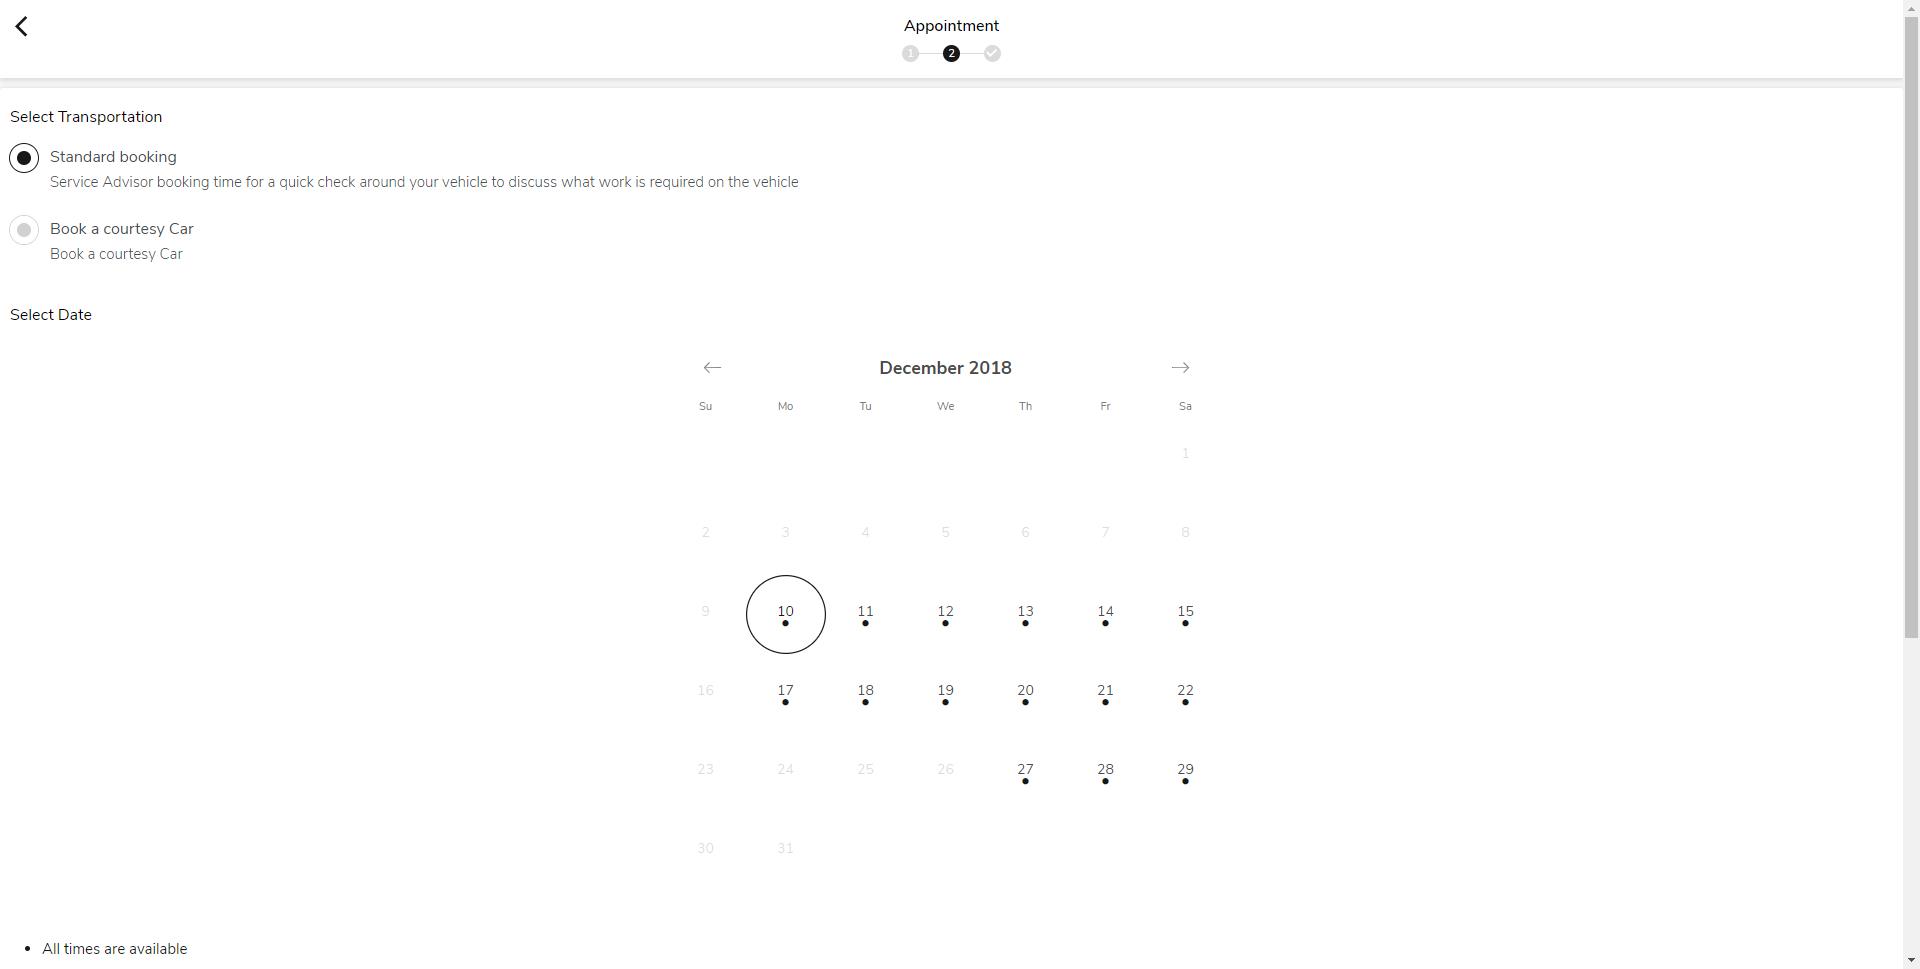 Appointment
1 2
Select Transportation
Standard booking
Service Advisor booking time for a quick check around your vehicle to discuss what work is required on the vehicle
Book a courtesy Car
Book a courtesy Car
Select Date
December 2018
Su Mo Tu We Th Fr Sa
1
2 3 4 5 6 7 8
9 10 11 12 13 14 15
16 17 18 19 20 21 22
23 24 25 26 27 28 29
30 31
• All times are available